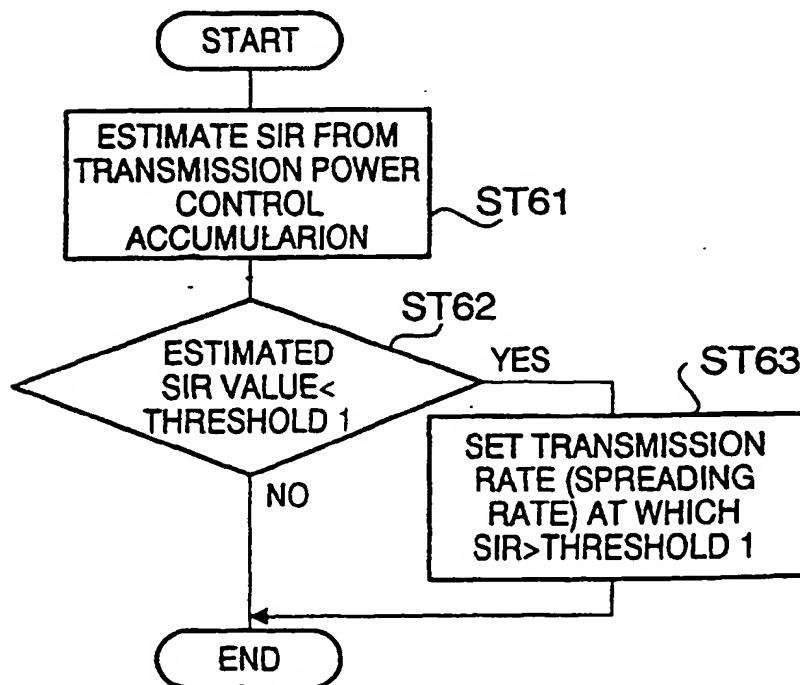 START
ESTIMATE SIR FROM
TRANSMISSION POWER
CONTROL
ACCUMULARION
ST61
ST62
ESTIMATED
SIR VALUE<
THRESHOLD 1
YES
NO
ST63
SET TRANSMISSION
RATE (SPREADING
RATE) AT WHICH
SIR>THRESHOLD 1
END